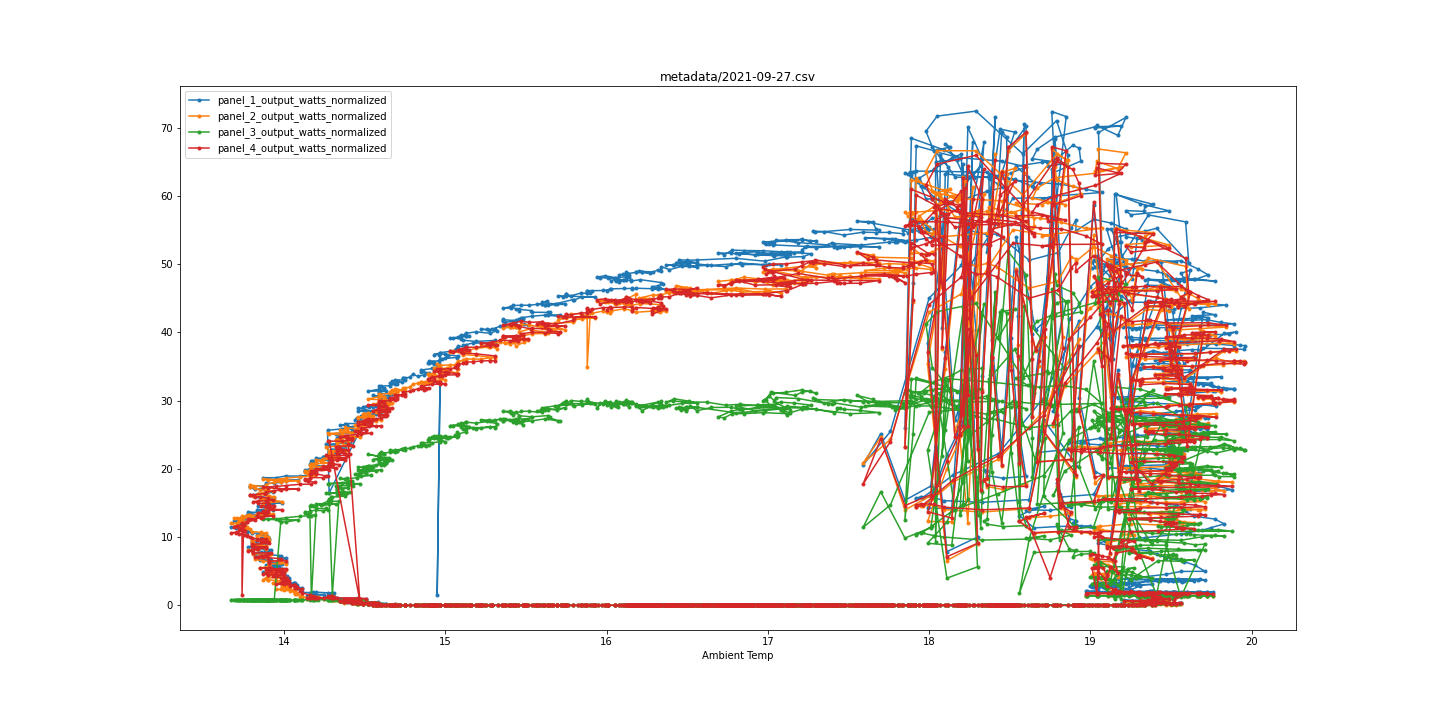 metadata/2021-09-27.csv
panel_1_output_watts_normalized
panel_2_output_watts_normalized
panel_3_output_watts_normalized
panel_4_output_watts_normalized
70
60
50
40
30
20
10
0
14 15 16 17 18 19 20
Ambient Temp